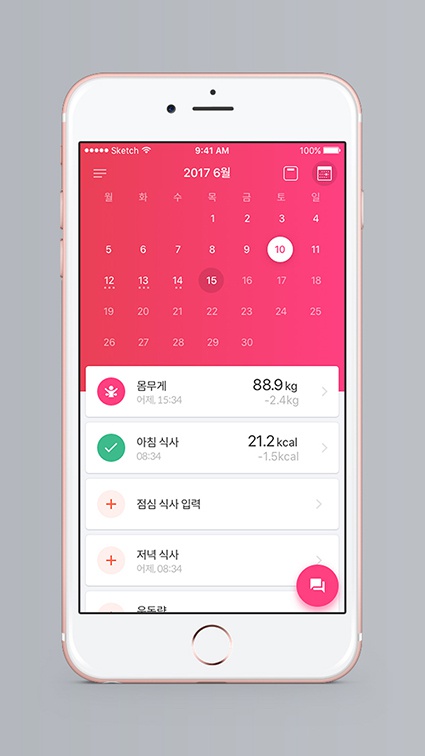 Sketch 9:41 AM 100%
2017 6월
월 화 수 목 금 토 일
1 2 3 4
5 6 7 8 9 10 11
12 13 14 15 16 17 18
19 20 21 22 23 24 25
26 27 28 29 30
몸무게 88.9 kg
어제, 15:34 -2.4kg
아침 식사 21.2 kcal
08:34 -1.5kcal
점심 식사 입력
저녁 식사
어제, 08:34
운동량